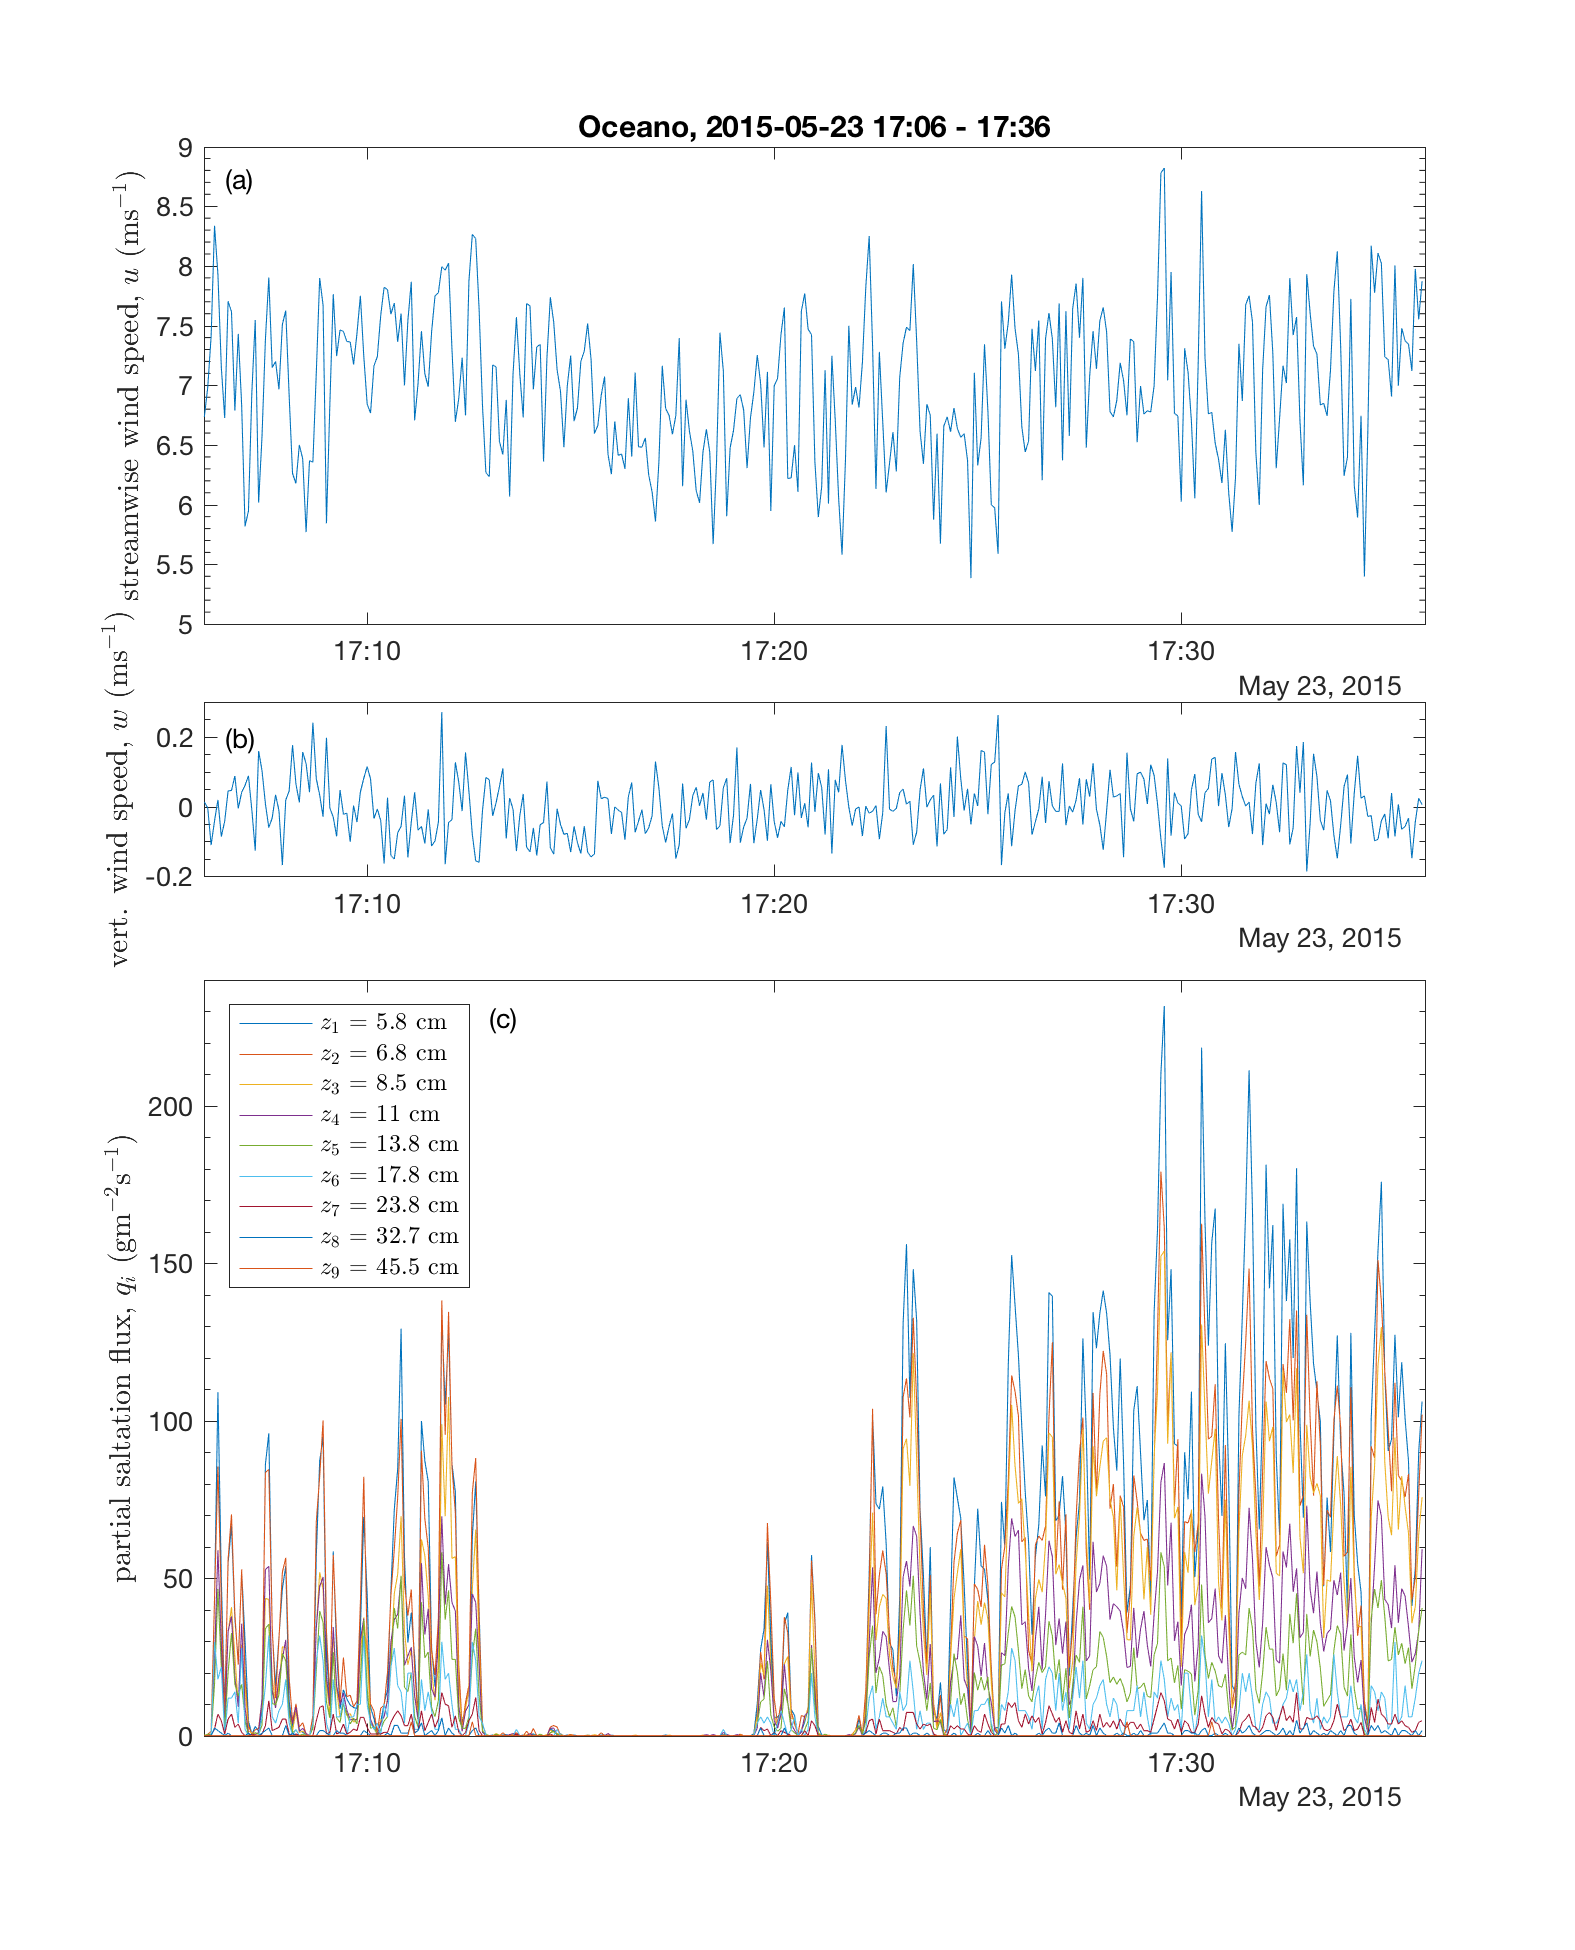 Oceano, 2015-05-23 17:06 - 17:36
(a)
streamwise wind speed, u (ms⁻¹)
9
8.5
8
7.5
7
6.5
6
5.5
5
17:10 17:20 17:30
May 23, 2015
(b)
vert. wind speed, w (ms⁻¹)
0.2
0
-0.2
17:10 17:20 17:30
May 23, 2015
(c)
partial saltation flux, qᵢ (gm⁻²s⁻¹)
z₁ = 5.8 cm
z₂ = 6.8 cm
z₃ = 8.5 cm
z₄ = 11 cm
z₅ = 13.8 cm
z₆ = 17.8 cm
z₇ = 23.8 cm
z₈ = 32.7 cm
z₉ = 45.5 cm
200
150
100
50
0
17:10 17:20 17:30
May 23, 2015